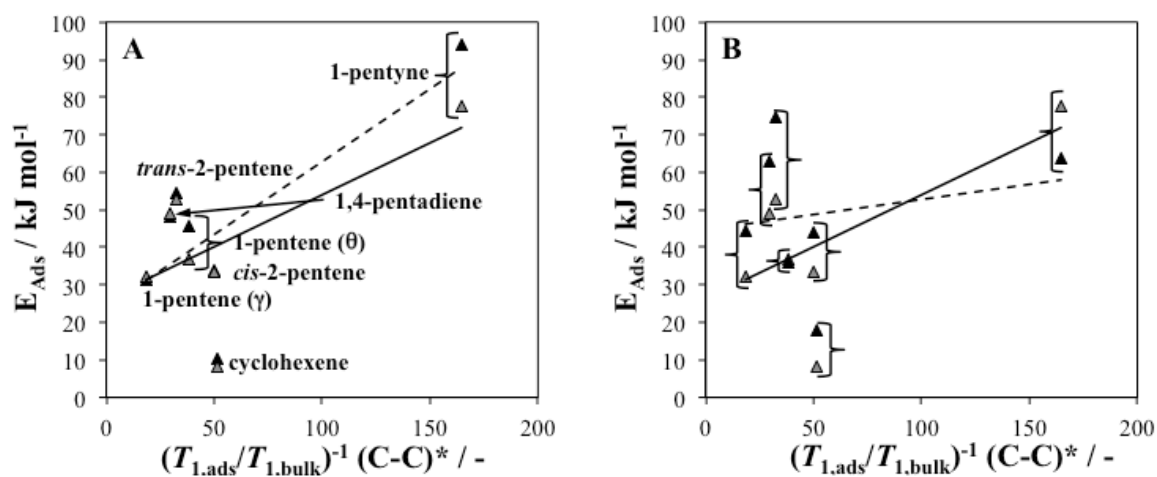 A
100
90
80
70
60
50
40
30
20
10
0
E_Ads / kJ mol⁻¹
1-pentyne
trans-2-pentene
1,4-pentadiene
1-pentene (θ)
cis-2-pentene
1-pentene (γ)
cyclohexene
0 50 100 150 200
(T₁,ads/T₁,bulk)⁻¹ (C-C)* / -
B
100
90
80
70
60
50
40
30
20
10
0
E_Ads / kJ mol⁻¹
0 50 100 150 200
(T₁,ads/T₁,bulk)⁻¹ (C-C)* / -